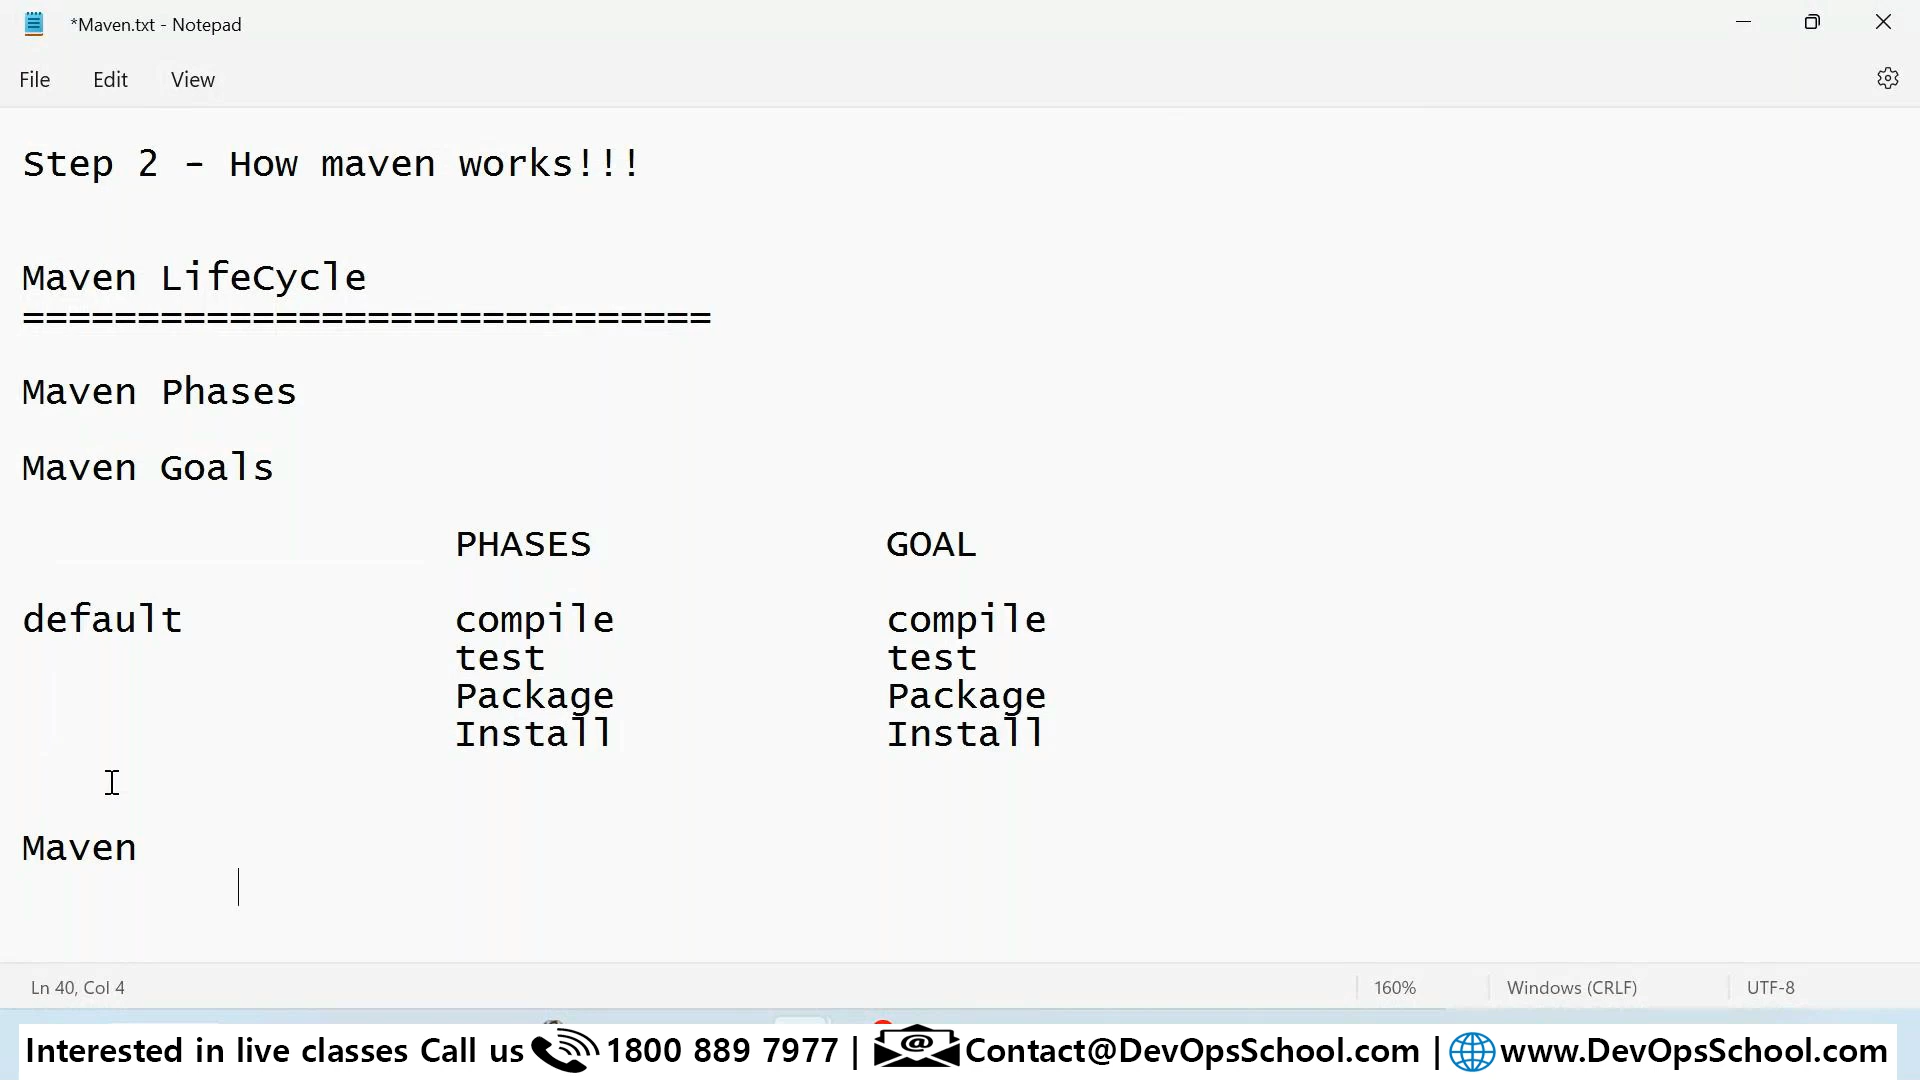 *Maven.txt - Notepad
File Edit View
Step 2 - How maven works!!!
Maven LifeCycle
==============================
Maven Phases
Maven Goals
PHASES GOAL
default compile compile
test test
Package Package
Install Install
Maven
Ln 40, Col 4 160% Windows (CRLF) UTF-8
Interested in live classes Call us 1800 889 7977 | Contact@DevOpsSchool.com | www.DevOpsSchool.com